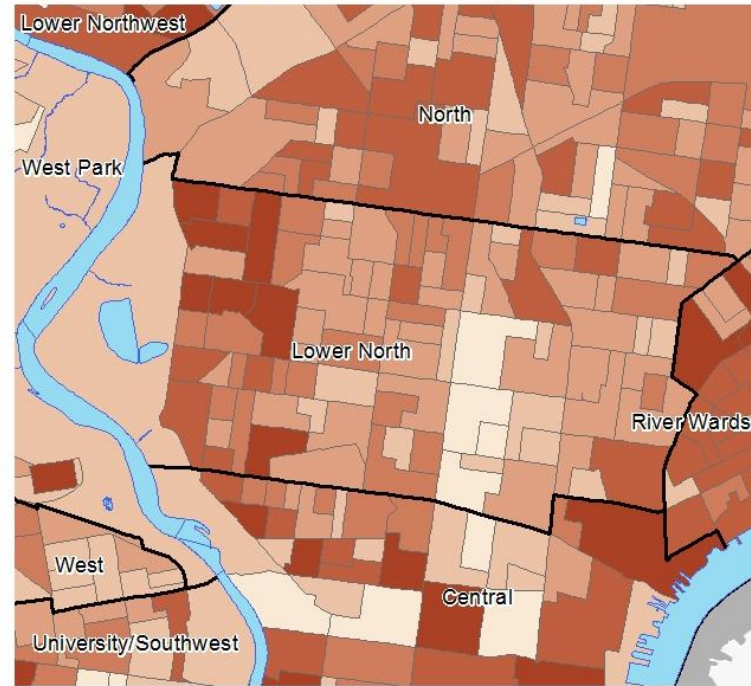 Lower Northwest
North
West Park
Lower North
River Wards
West
Central
University/Southwest